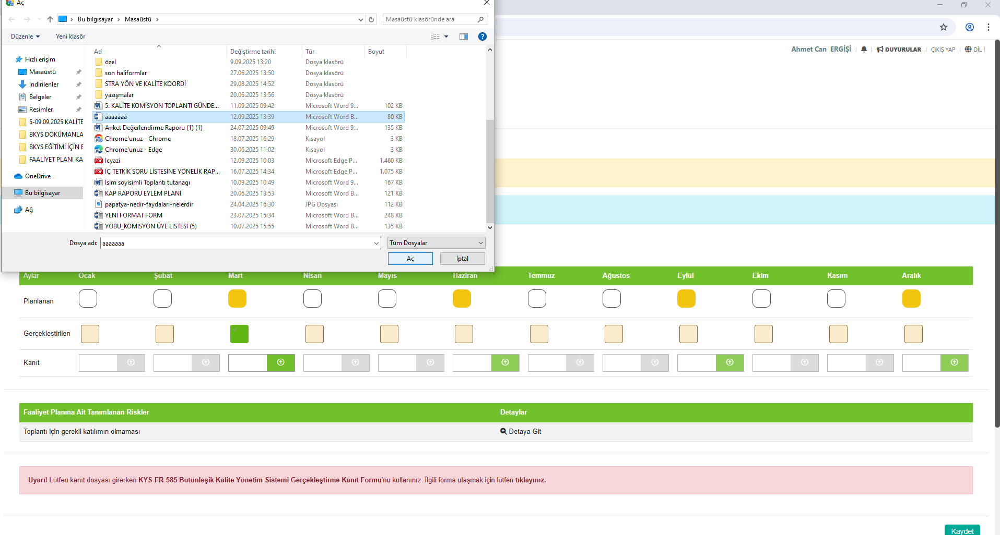 Aç
Bu bilgisayar › Masaüstü ›
Masaüstü klasöründe ara
Düzenle
Yeni klasör
Ad Değiştirme tarihi Tür Boyut
Hızlı erişim
Masaüstü
İndirilenler
Belgeler
Resimler
5-09.09.2025 KALİTE
BKYS DÖKÜMANLA
BKYS EĞİTİMİ İÇİN E
FAALİYET PLANI KA
OneDrive
Bu bilgisayar
Ağ
özel 9.09.2025 13:20 Dosya klasörü
son haliformlar 27.06.2025 13:50 Dosya klasörü
STRA YÖN VE KALİTE KOORDİ 29.08.2025 14:52 Dosya klasörü
yazışmalar 20.06.2025 13:56 Dosya klasörü
5. KALİTE KOMİSYON TOPLANTI GÜNDE... 11.09.2025 09:42 Microsoft Word 9... 102 KB
aaaaaaa 12.09.2025 13:39 Microsoft Word B... 80 KB
Anket Değerlendirme Raporu (1) (1) 24.07.2025 09:49 Microsoft Word 9... 135 KB
Chrome'unuz - Chrome 18.07.2025 16:29 Kısayol 3 KB
Chrome'unuz - Edge 30.06.2025 11:02 Kısayol 3 KB
Icyazi 12.09.2025 10:03 Microsoft Edge P... 1.460 KB
İÇ TETKİK SORU LİSTESİNE YÖNELİK RAP... 16.07.2025 14:34 Microsoft Edge P... 1.075 KB
İsim soyisimli Toplantı tutanagı 10.09.2025 10:49 Microsoft Word 9... 167 KB
KAP RAPORU EYLEM PLANI 20.06.2025 13:53 Microsoft Word B... 121 KB
papatya-nedir-faydaları-nelerdir 24.04.2025 16:30 JPG Dosyası 112 KB
YENİ FORMAT FORM 23.07.2025 15:34 Microsoft Word B... 248 KB
YOBU_KOMİSYON ÜYE LİSTESİ (5) 10.07.2025 15:55 Microsoft Word B... 135 KB
Dosya adı: aaaaaaa Tüm Dosyalar
Aç İptal
Ahmet Can ERGİŞİ | | DUYURULAR | ÇIKIŞ YAP | DİL |
Aylar Ocak Şubat Mart Nisan Mayıs Haziran Temmuz Ağustos Eylül Ekim Kasım Aralık
Planlanan
Gerçekleştirilen
Kanıt
Faaliyet Planına Ait Tanımlanan Riskler Detaylar
Toplantı için gerekli katılımın olmaması Detaya Git
Uyarı! Lütfen kanıt dosyası girerken KYS-FR-585 Bütünleşik Kalite Yönetim Sistemi Gerçekleştirme Kanıt Formu'nu kullanınız. İlgili forma ulaşmak için lütfen tıklayınız.
Kaydet